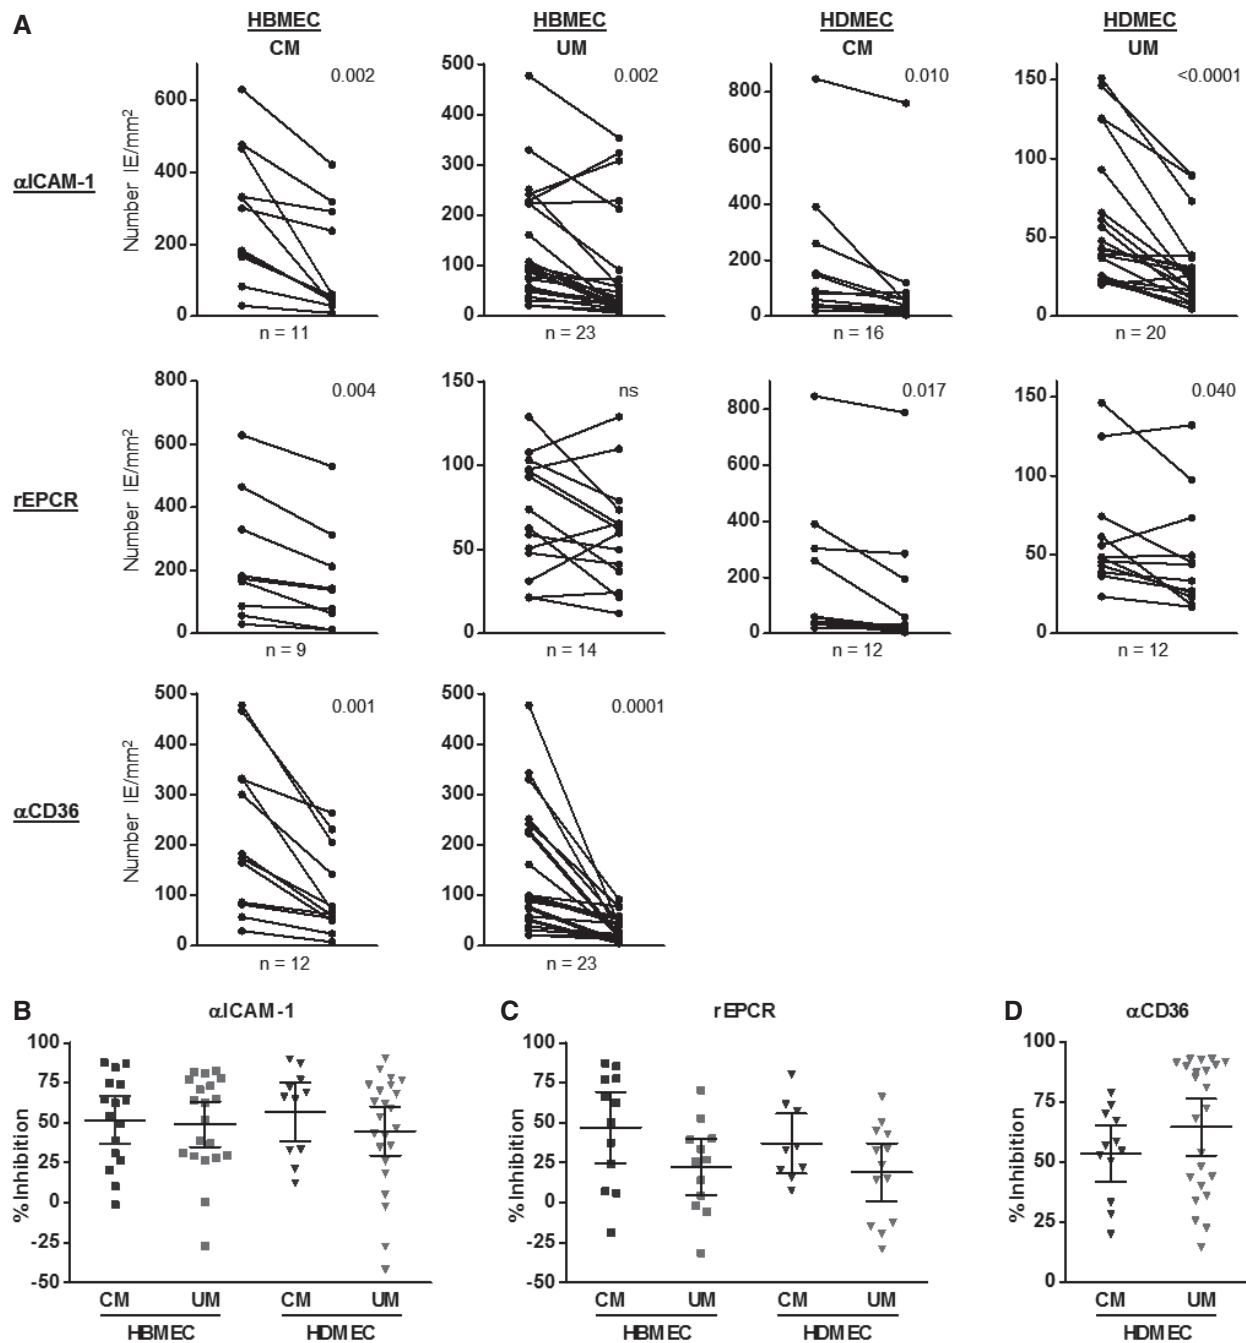 A
HBMEC HBMEC HDMEC HDMEC
CM UM CM UM
αICAM-1
Number IE/mm²
600
400
200
0
0.002
n = 11
500
400
300
200
100
0
0.002
n = 23
800
600
400
200
0
0.010
n = 16
150
100
50
0
<0.0001
n = 20
rEPCR
Number IE/mm²
800
600
400
200
0
0.004
n = 9
150
100
50
0
ns
n = 14
800
600
400
200
0
0.017
n = 12
150
100
50
0
0.040
n = 12
αCD36
Number IE/mm²
500
400
300
200
100
0
0.001
n = 12
500
400
300
200
100
0
0.0001
n = 23
B
αICAM-1
% Inhibition
100
75
50
25
0
-25
-50
CM UM CM UM
HBMEC HDMEC
C
rEPCR
% Inhibition
100
75
50
25
0
-25
-50
CM UM CM UM
HBMEC HDMEC
D
αCD36
% Inhibition
100
75
50
25
0
CM UM
HDMEC